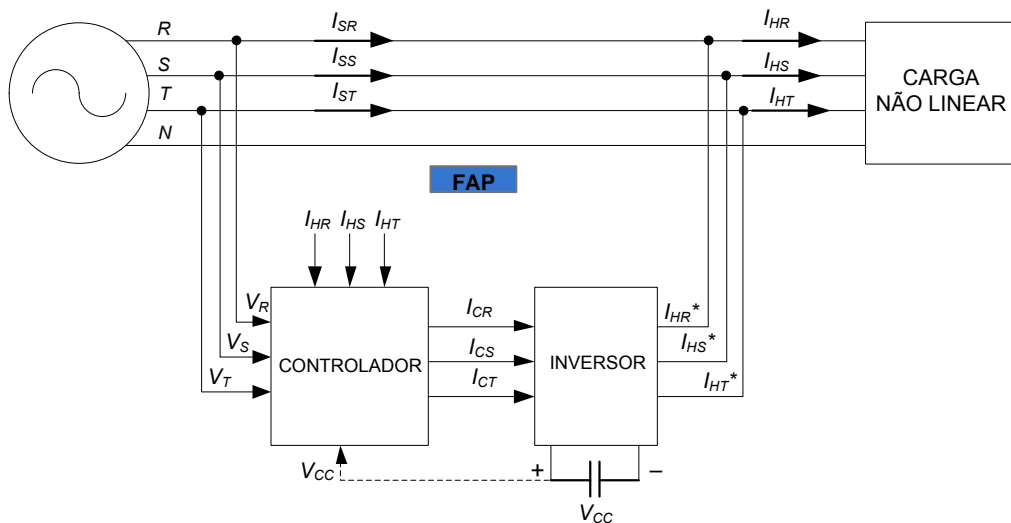 R I_SR I_HR
S I_SS I_HS
T I_ST I_HT
N
CARGA
NÃO LINEAR
FAP
I_HR I_HS I_HT
V_R
V_S
V_T
CONTROLADOR
I_CR
I_CS
I_CT
INVERSOR
I_HR*
I_HS*
I_HT*
V_CC
+ –
V_CC